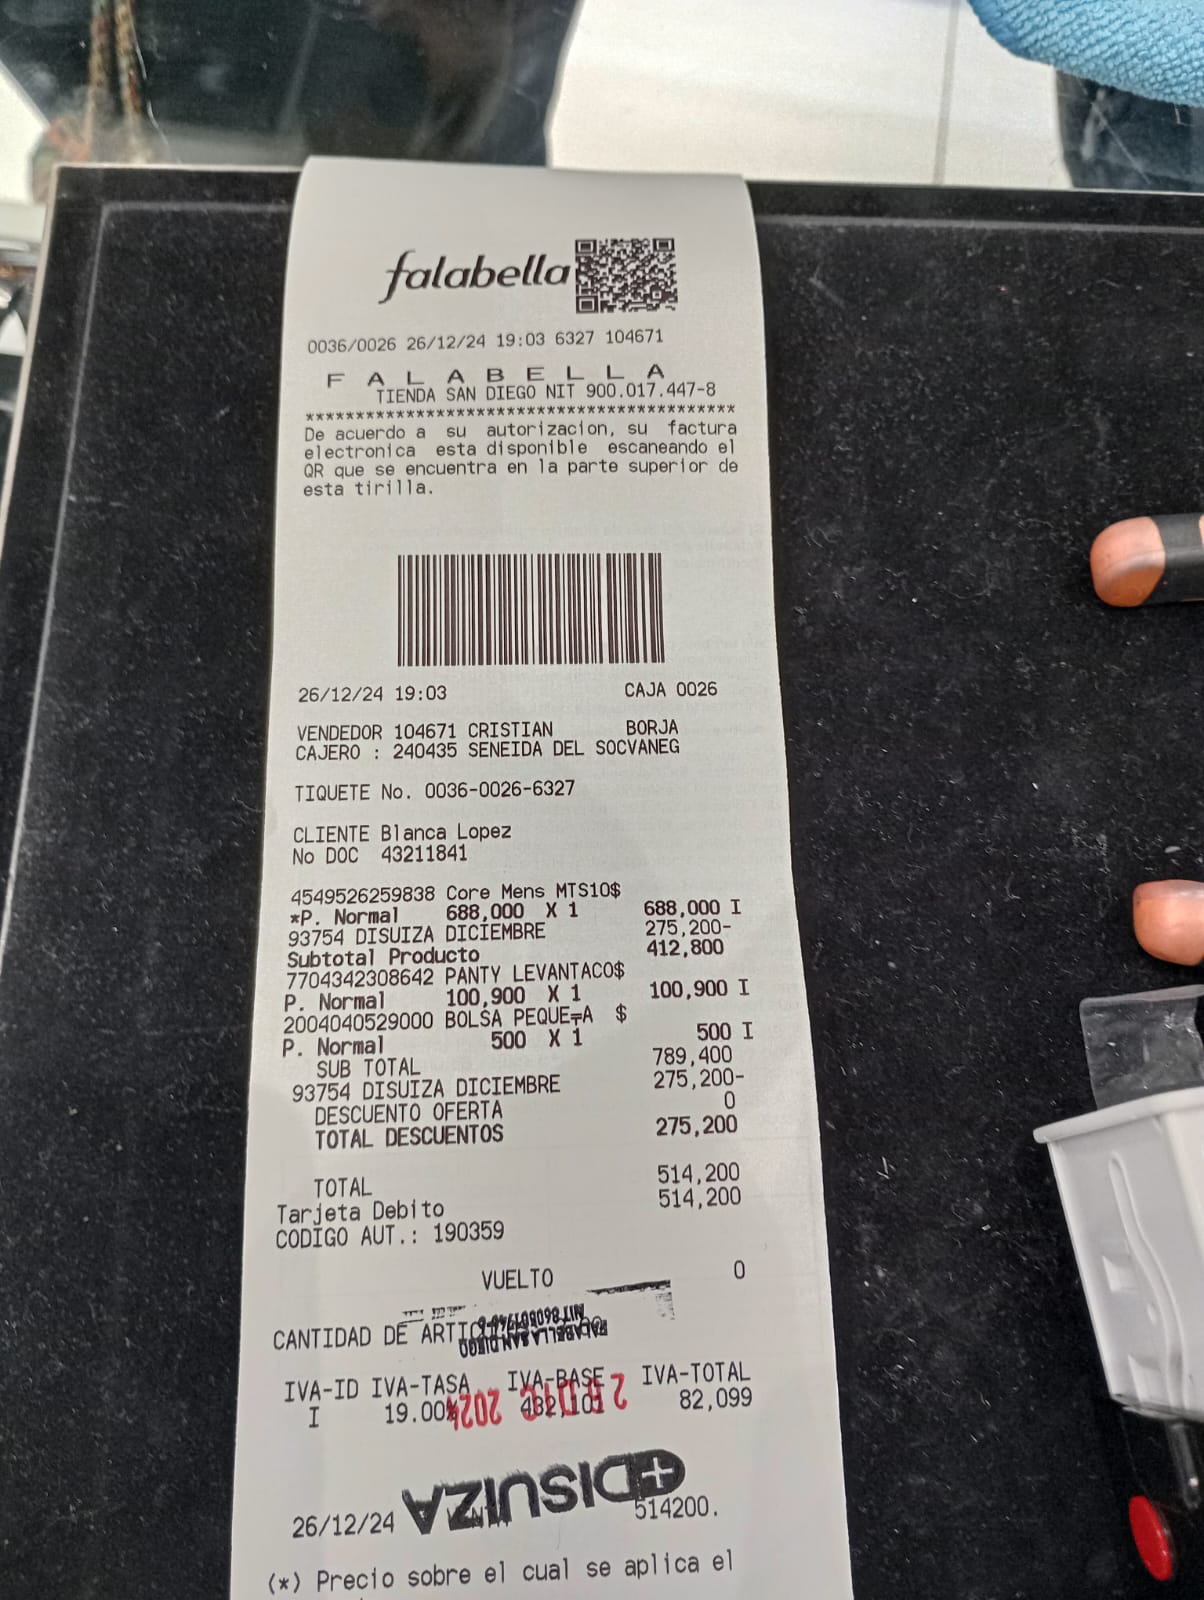 falabella
0036/0026 26/12/24 19:03 6327 104671
F A L A B E L L A
TIENDA SAN DIEGO NIT 900.017.447-8
******************************************
De acuerdo a su autorizacion, su factura
electronica esta disponible escaneando el
QR que se encuentra en la parte superior de
esta tirilla.
26/12/24 19:03 CAJA 0026
VENDEDOR 104671 CRISTIAN BORJA
CAJERO : 240435 SENEIDA DEL SOCVANEG
TIQUETE No. 0036-0026-6327
CLIENTE Blanca Lopez
No DOC 43211841
4549526259838 Core Mens MTS10$
*P. Normal 688,000 X 1 688,000 I
93754 DISUIZA DICIEMBRE 275,200-
Subtotal Producto 412,800
7704342308642 PANTY LEVANTACO$
P. Normal 100,900 X 1 100,900 I
2004040529000 BOLSA PEQUE╤A $
P. Normal 500 X 1 500 I
SUB TOTAL 789,400
93754 DISUIZA DICIEMBRE 275,200-
DESCUENTO OFERTA 0
TOTAL DESCUENTOS 275,200
TOTAL 514,200
Tarjeta Debito 514,200
CODIGO AUT.: 190359
VUELTO 0
CANTIDAD DE
FALABELLA SAN DIEGO
IVA-ID IVA-TASA IVA-BASE IVA-TOTAL
I 19.00% 432,101 82,099
26 DIC 2024
DISUIZA
26/12/24 514200.
(*) Precio sobre el cual se aplica el